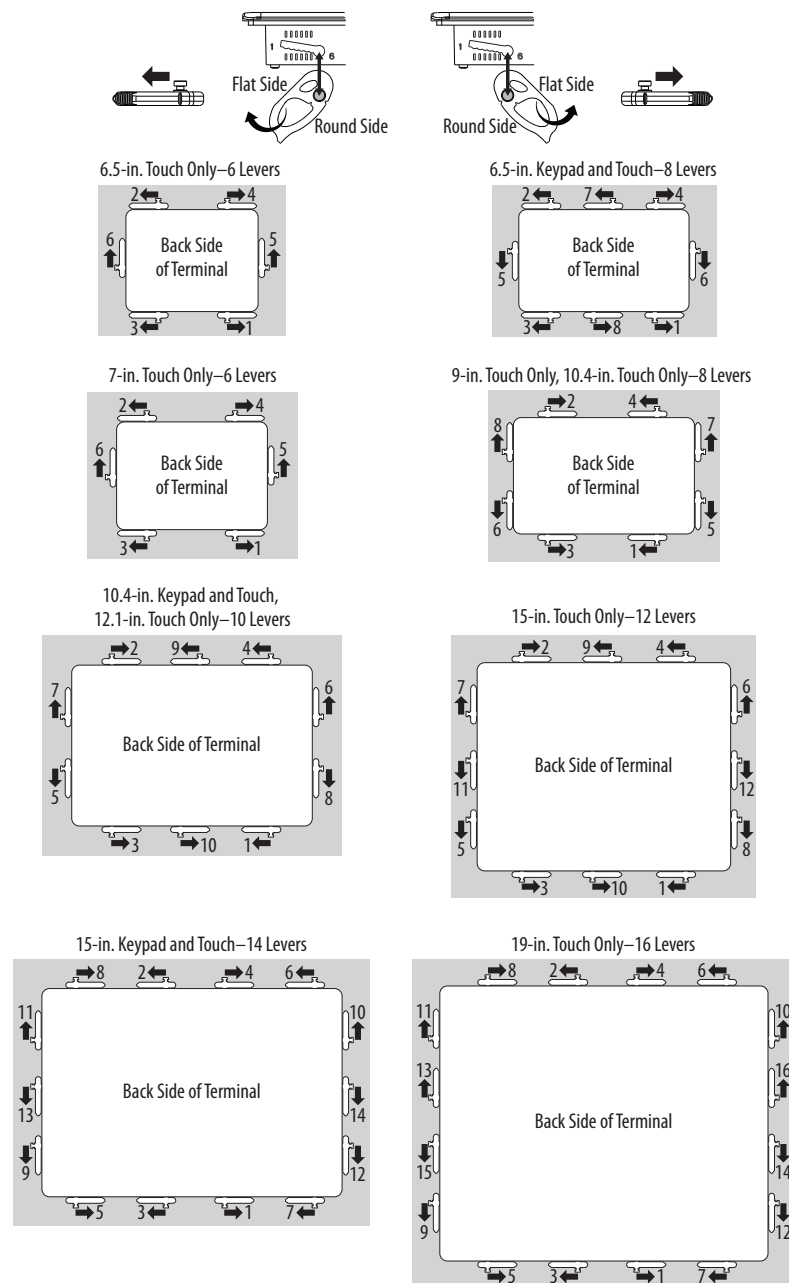 1 6
Flat Side
Round Side
1 6
Flat Side
Round Side
6.5-in. Touch Only–6 Levers
2 4
6 5
Back Side
of Terminal
3 1
6.5-in. Keypad and Touch–8 Levers
2 7 4
Back Side
of Terminal
5 6
3 8 1
7-in. Touch Only–6 Levers
2 4
6 5
Back Side
of Terminal
3 1
9-in. Touch Only, 10.4-in. Touch Only–8 Levers
2 4
8 7
Back Side
of Terminal
6 5
3 1
10.4-in. Keypad and Touch,
12.1-in. Touch Only–10 Levers
2 9 4
7 6
Back Side of Terminal
5 8
3 10 1
15-in. Touch Only–12 Levers
2 9 4
7 6
Back Side of Terminal
11 12
5 8
3 10 1
15-in. Keypad and Touch–14 Levers
8 2 4 6
11 10
Back Side of Terminal
13 14
9 12
5 3 1 7
19-in. Touch Only–16 Levers
8 2 4 6
11 10
13 16
Back Side of Terminal
15 14
9 12
5 3 1 7